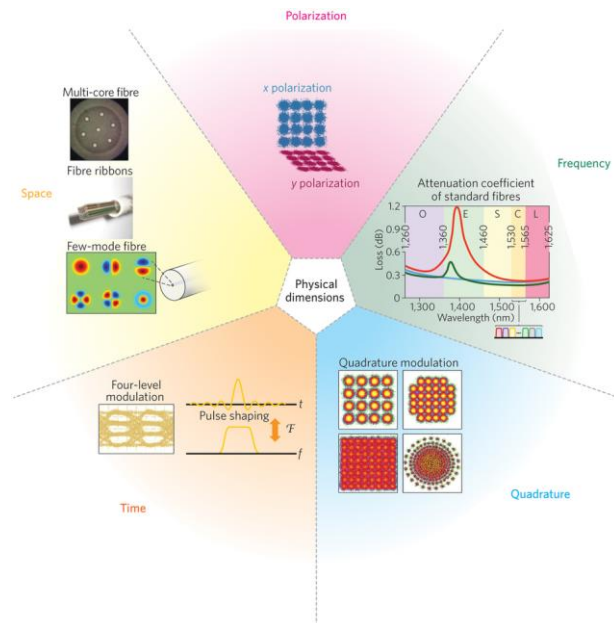 Polarization
x polarization
y polarization
Multi-core fibre
Fibre ribbons
Few-mode fibre
Space
Frequency
Attenuation coefficient
of standard fibres
O E S C L
1,260
1,360
1,460
1,530
1,565
1,625
Loss (dB)
1.2
0.9
0.6
0.3
0
1,300 1,400 1,500 1,600
Wavelength (nm)
Physical
dimensions
Four-level
modulation
t
Pulse shaping
ℱ
f
Time
Quadrature modulation
Quadrature